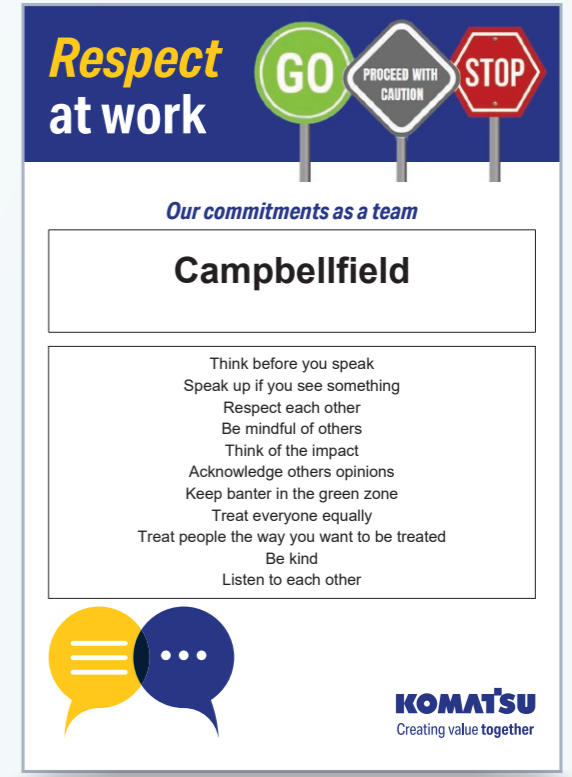 Respect
at work
GO
PROCEED WITH
CAUTION
STOP
Our commitments as a team
Campbellfield
Think before you speak
Speak up if you see something
Respect each other
Be mindful of others
Think of the impact
Acknowledge others opinions
Keep banter in the green zone
Treat everyone equally
Treat people the way you want to be treated
Be kind
Listen to each other
KOMATSU
Creating value together